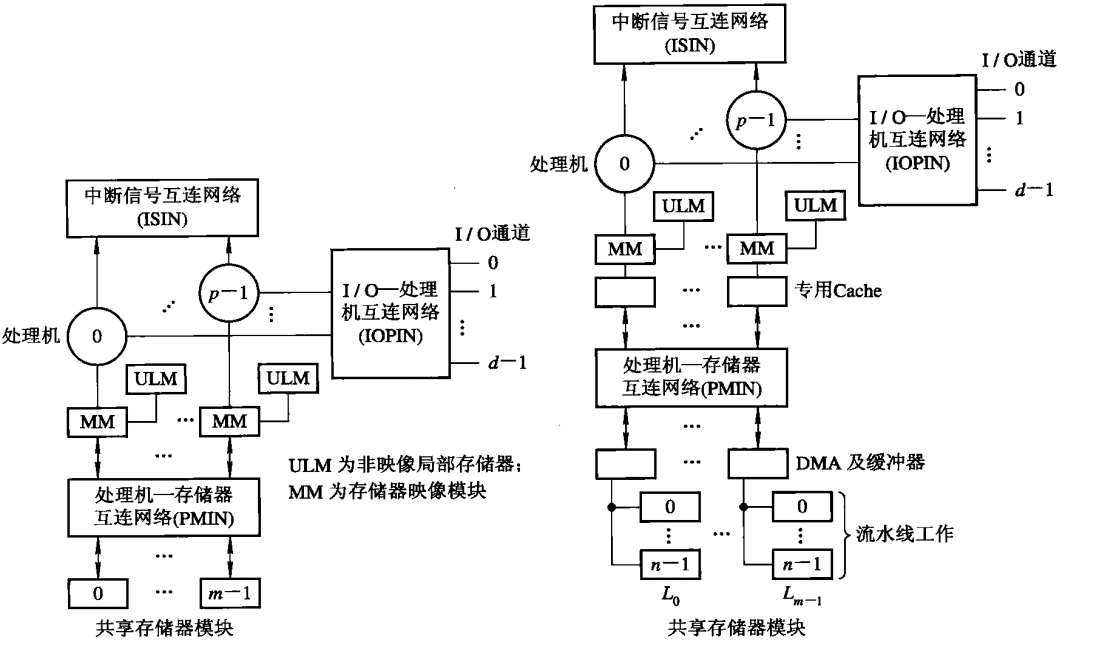 中断信号互连网络
(ISIN)
I/O通道
0
p−1
I/O—处理
机互连网络
(IOPIN)
1
⋮
d−1
处理机
0
ULM
ULM
MM
…
MM
…
处理机—存储器
互连网络(PMIN)
…
0
…
m−1
共享存储器模块
ULM 为非映像局部存储器；
MM 为存储器映像模块
中断信号互连网络
(ISIN)
I/O通道
0
p−1
I/O—处理
机互连网络
(IOPIN)
1
⋮
d−1
处理机
0
ULM
ULM
MM
…
MM
…
专用Cache
…
处理机—存储器
互连网络(PMIN)
…
…
DMA 及缓冲器
0
0
⋮
…
⋮
流水线工作
n−1
n−1
L0
Lm−1
共享存储器模块